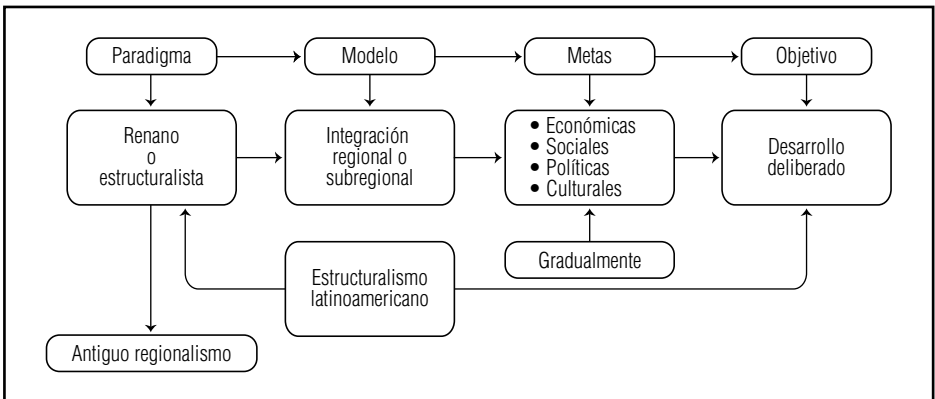 Paradigma
Modelo
Metas
Objetivo
Renano
o
estructuralista
Integración
regional o
subregional
• Económicas
• Sociales
• Políticas
• Culturales
Desarrollo
deliberado
Gradualmente
Estructuralismo
latinoamericano
Antiguo regionalismo